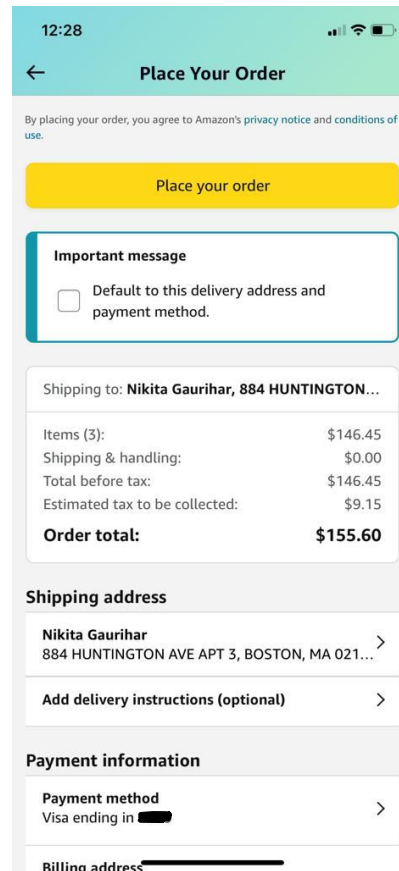 12:28
Place Your Order
By placing your order, you agree to Amazon's privacy notice and conditions of
use.
Place your order
Important message
Default to this delivery address and
payment method.
Shipping to: Nikita Gaurihar, 884 HUNTINGTON...
Items (3): $146.45
Shipping & handling: $0.00
Total before tax: $146.45
Estimated tax to be collected: $9.15
Order total: $155.60
Shipping address
Nikita Gaurihar
884 HUNTINGTON AVE APT 3, BOSTON, MA 021...
Add delivery instructions (optional)
Payment information
Payment method
Visa ending in
Billing address